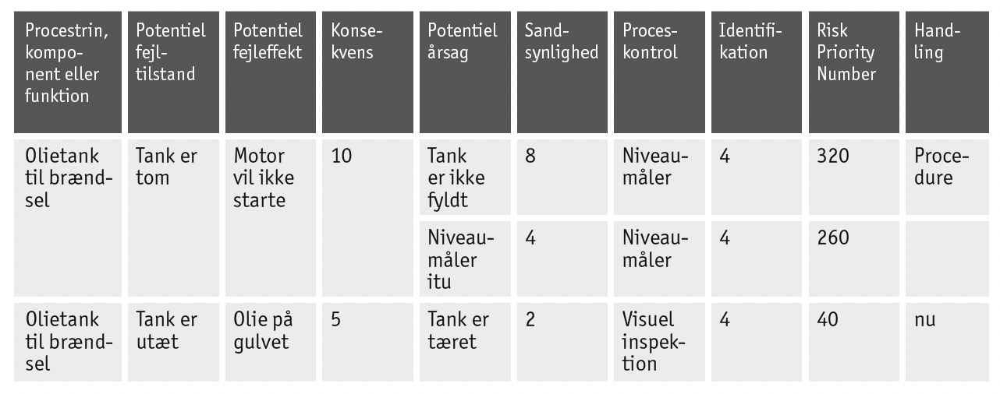 Procestrin,
kompo-
nent eller
funktion
Potentiel
fejl-
tilstand
Potentiel
fejleffekt
Konse-
kvens
Potentiel
årsag
Sand-
synlighed
Proces-
kontrol
Identifi-
kation
Risk
Priority
Number
Hand-
ling
Olietank
til brænd-
sel
Tank er
tom
Motor
vil ikke
starte
10
Tank
er ikke
fyldt
8
Niveau-
måler
4
320
Proce-
dure
Niveau-
måler
itu
4
Niveau-
måler
4
260
Olietank
til brænd-
sel
Tank er
utæt
Olie på
gulvet
5
Tank er
tæret
2
Visuel
inspek-
tion
4
40
nu